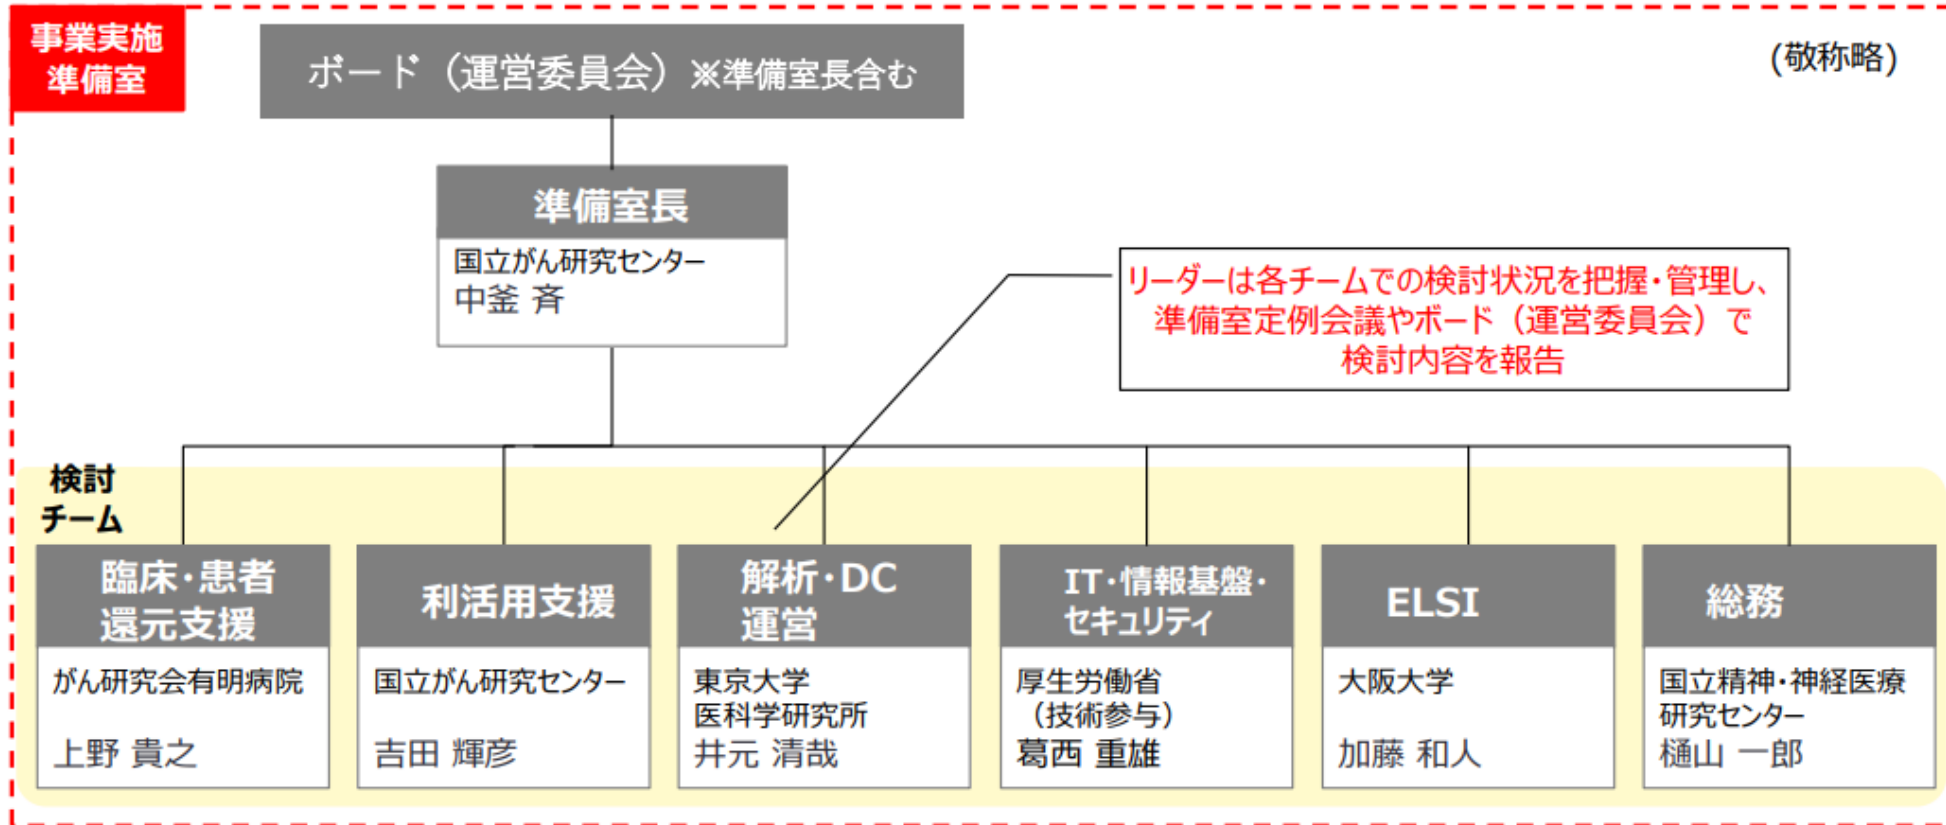 事業実施
準備室
ボード（運営委員会）※準備室長含む
(敬称略)
準備室長
国立がん研究センター
中釜 斉
リーダーは各チームでの検討状況を把握・管理し、
準備室定例会議やボード（運営委員会）で
検討内容を報告
検討
チーム
臨床・患者
還元支援
がん研究会有明病院
上野 貴之
利活用支援
国立がん研究センター
吉田 輝彦
解析・DC
運営
東京大学
医科学研究所
井元 清哉
IT・情報基盤・
セキュリティ
厚生労働省
（技術参与）
葛西 重雄
ELSI
大阪大学
加藤 和人
総務
国立精神・神経医療
研究センター
樋山 一郎